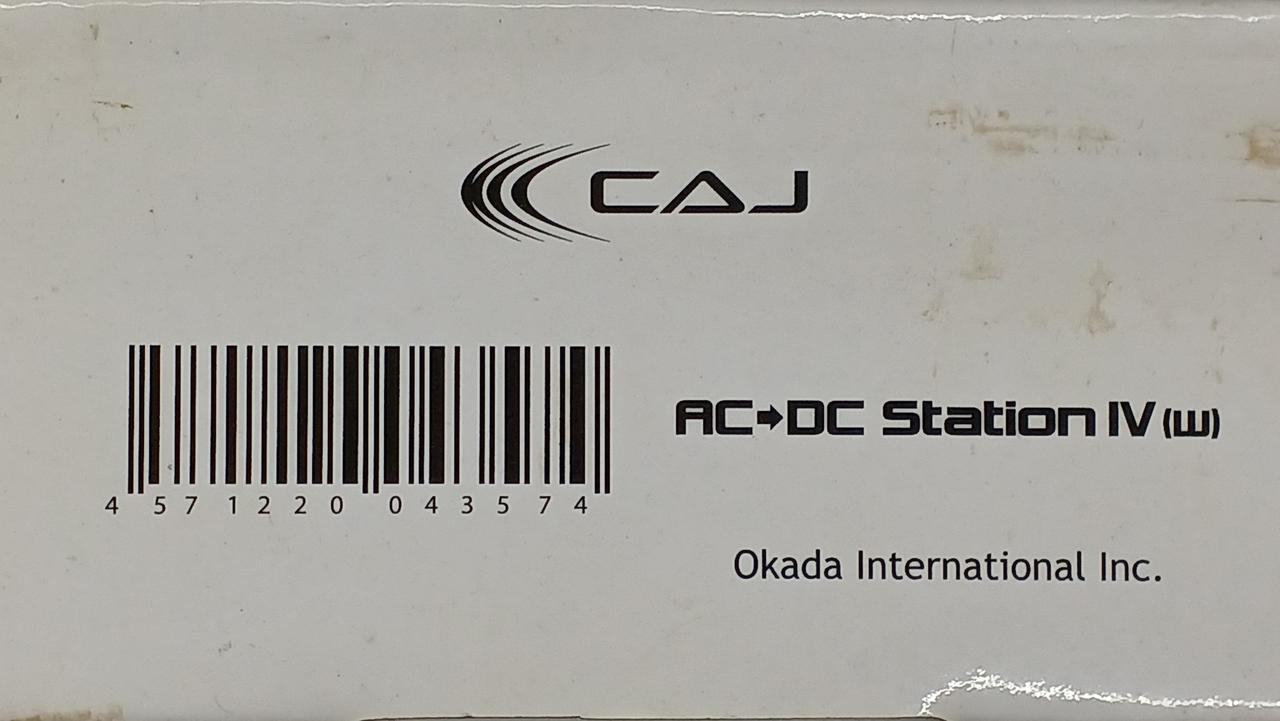 CAJ
4 571220 043574
AC➔DC Station IV (W)
Okada International Inc.